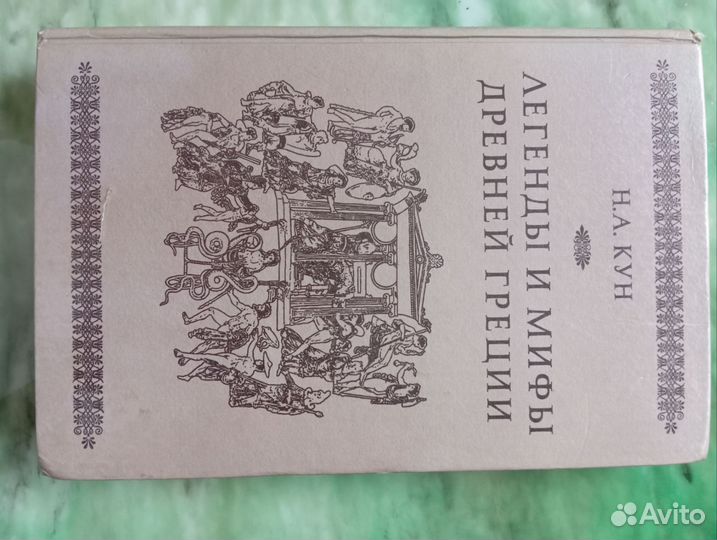 Н.А. КУН
ЛЕГЕНДЫ И МИФЫ
ДРЕВНЕЙ ГРЕЦИИ
Avito